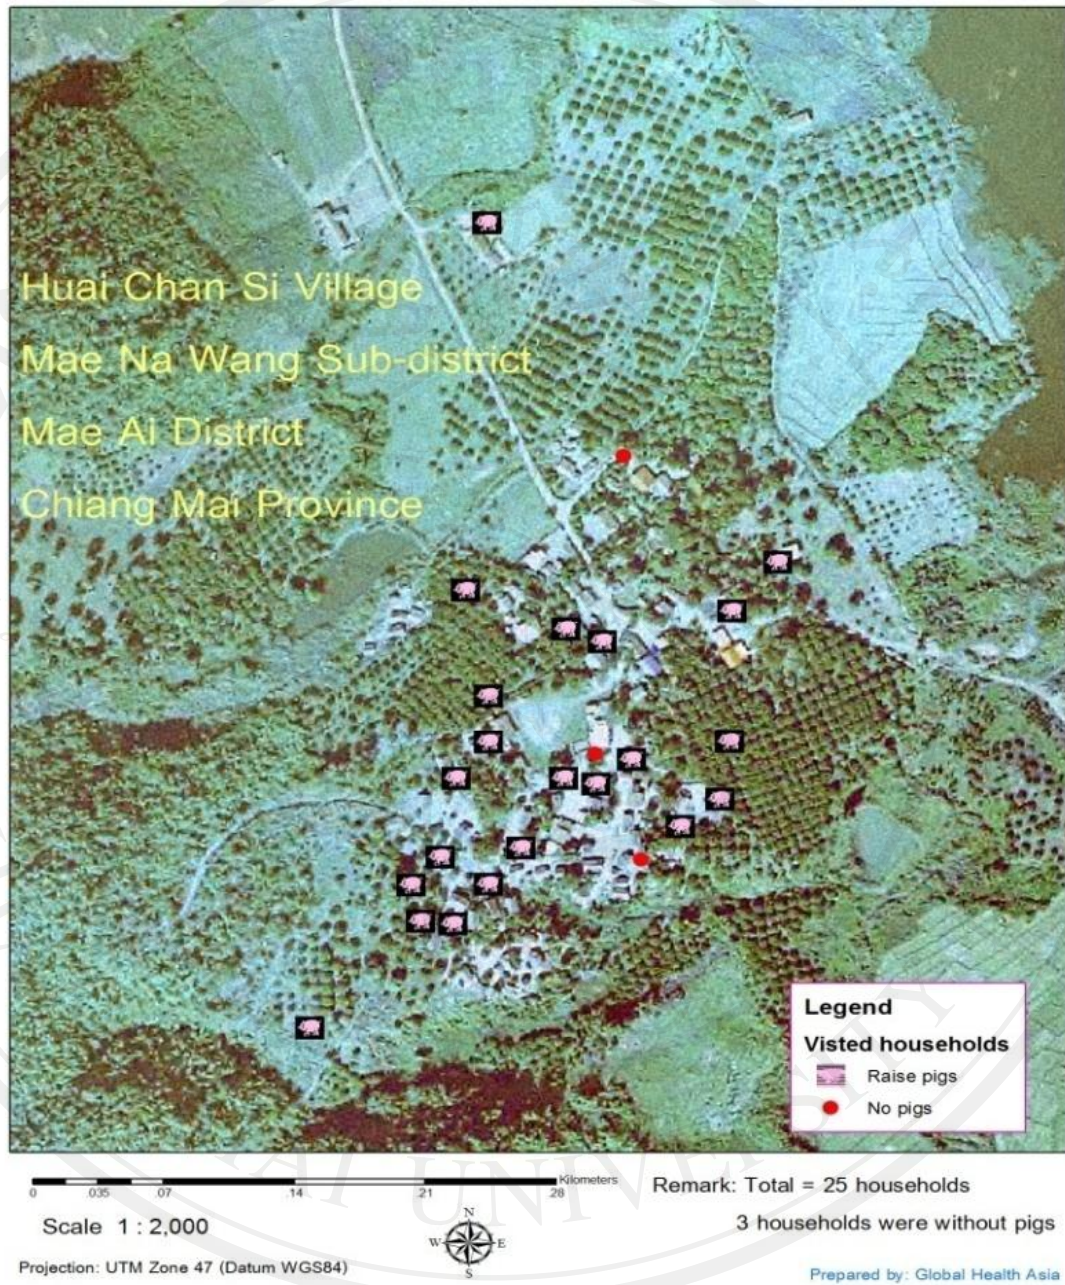 Huai Chan Si Village
Mae Na Wang Sub-district
Mae Ai District
Chiang Mai Province
Legend
Visted households
Raise pigs
No pigs
0 .035 .07 .14 .21 .28 Kilometers
Scale 1 : 2,000
Projection: UTM Zone 47 (Datum WGS84)
N
W E
S
Remark: Total = 25 households
3 households were without pigs
Prepared by: Global Health Asia
AI UNIVERSITY